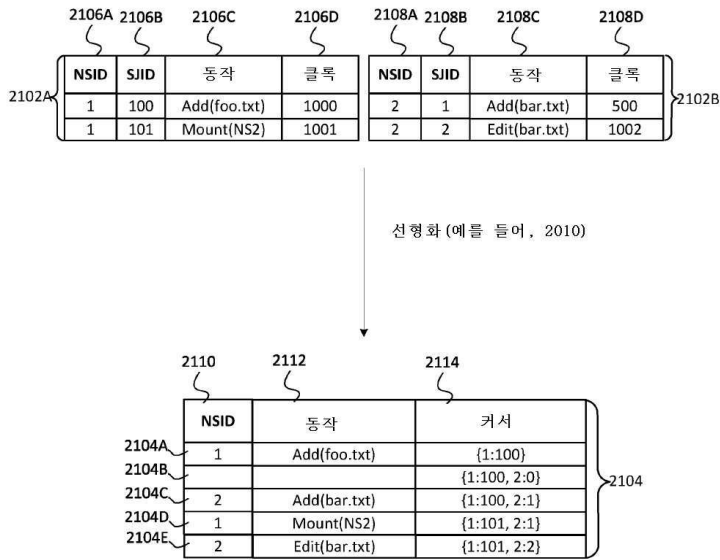 2106A 2106B 2106C 2106D 2108A 2108B 2108C 2108D
NSID SJID 동작 클록 NSID SJID 동작 클록
2102A 1 100 Add(foo.txt) 1000 2 1 Add(bar.txt) 500 2102B
1 101 Mount(NS2) 1001 2 2 Edit(bar.txt) 1002
선형화(예를 들어, 2010)
2110 2112 2114
NSID 동작 커서
2104A 1 Add(foo.txt) {1:100}
2104B {1:100, 2:0} 2104
2104C 2 Add(bar.txt) {1:100, 2:1}
2104D 1 Mount(NS2) {1:101, 2:1}
2104E 2 Edit(bar.txt) {1:101, 2:2}